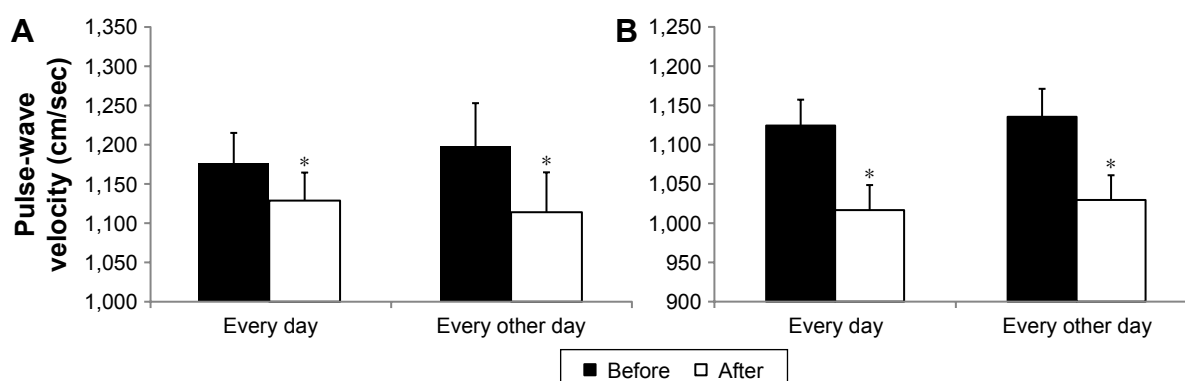 A
Pulse-wave
velocity (cm/sec)
1,350
1,300
1,250
1,200
1,150
1,100
1,050
1,000
*
*
Every day
Every other day
B
1,250
1,200
1,150
1,100
1,050
1,000
950
900
*
*
Every day
Every other day
Before
After